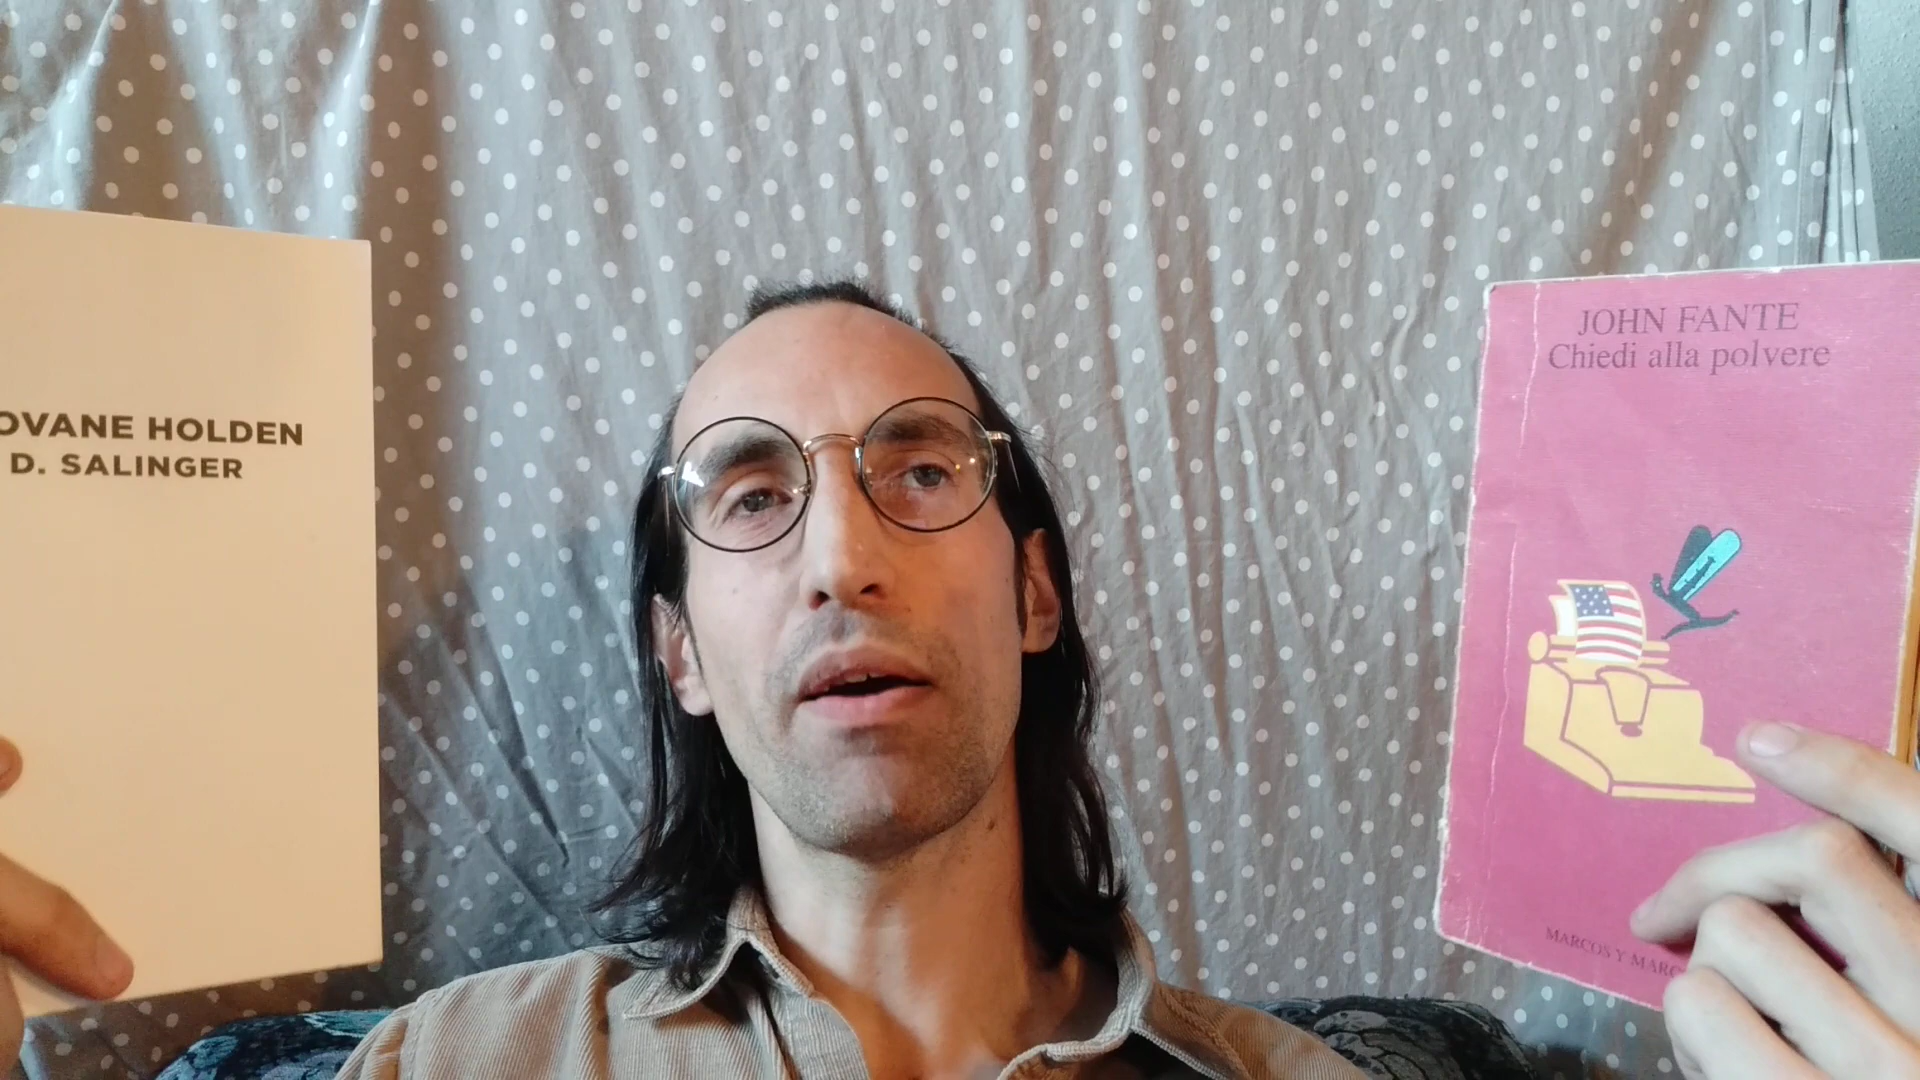 OVANE HOLDEN
D. SALINGER
JOHN FANTE
Chiedi alla polvere
MARCOS Y MARC